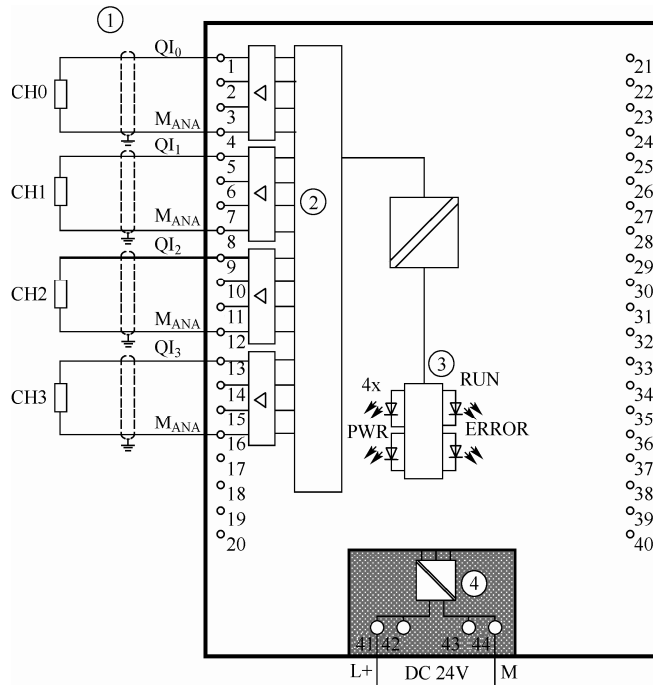 ①
QI0
1
2
CH0
3
MANA
4
QI1
5
6
CH1
7
MANA
8
QI2
9
10
CH2
11
MANA
12
QI3
13
14
CH3
15
MANA
16
17
18
19
20
②
③
4x
RUN
PWR
ERROR
21
22
23
24
25
26
27
28
29
30
31
32
33
34
35
36
37
38
39
40
④
41 42 43 44
L+ DC 24V M